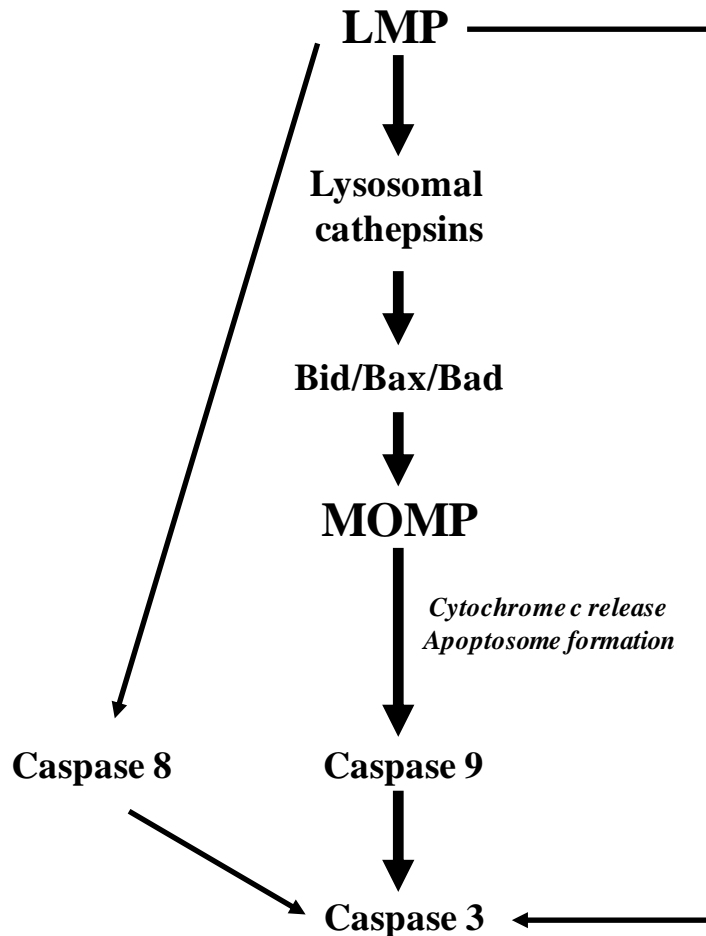 LMP
Lysosomal
cathepsins
Bid/Bax/Bad
MOMP
Cytochrome c release
Apoptosome formation
Caspase 8
Caspase 9
Caspase 3